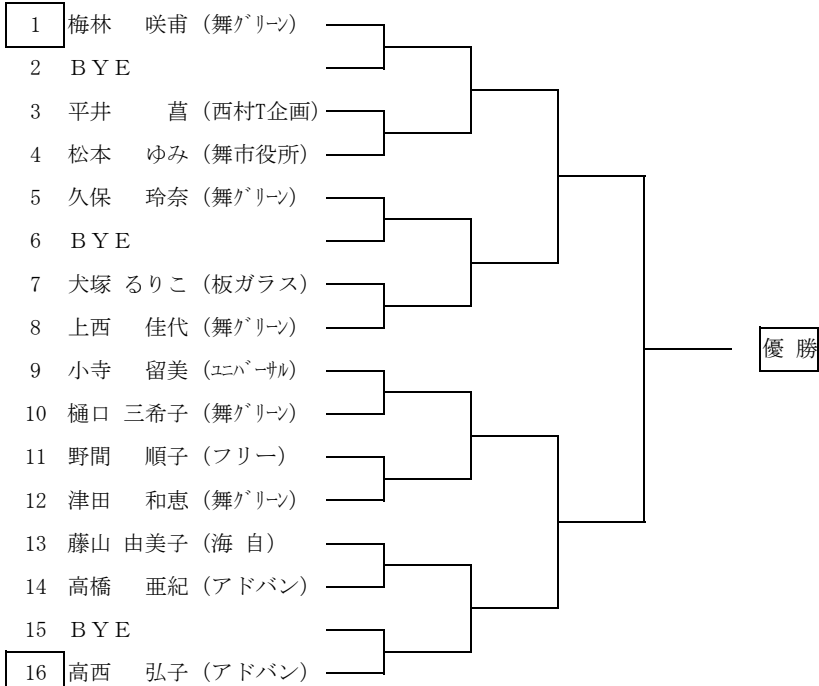 1 梅林 咲甫 (舞グリーン)
2 BYE
3 平井 菖 (西村T企画)
4 松本 ゆみ (舞市役所)
5 久保 玲奈 (舞グリーン)
6 BYE
7 犬塚 るりこ (板ガラス)
8 上西 佳代 (舞グリーン)
9 小寺 留美 (ユニバーサル)
10 樋口 三希子 (舞グリーン)
11 野間 順子 (フリー)
12 津田 和恵 (舞グリーン)
13 藤山 由美子 (海 自)
14 高橋 亜紀 (アドバン)
15 BYE
16 高西 弘子 (アドバン)
優 勝